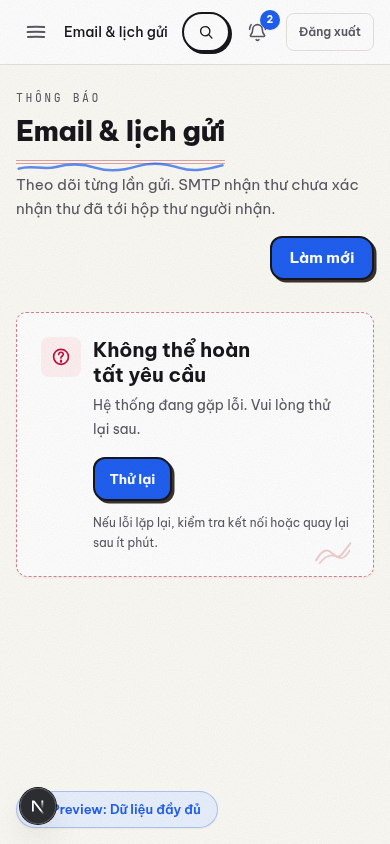 Email & lịch gửi
2
Đăng xuất
THÔNG BÁO
Email & lịch gửi
Theo dõi từng lần gửi. SMTP nhận thư chưa xác
nhận thư đã tới hộp thư người nhận.
Làm mới
Không thể hoàn
tất yêu cầu
Hệ thống đang gặp lỗi. Vui lòng thử
lại sau.
Thử lại
Nếu lỗi lặp lại, kiểm tra kết nối hoặc quay lại
sau ít phút.
N
Preview: Dữ liệu đầy đủ